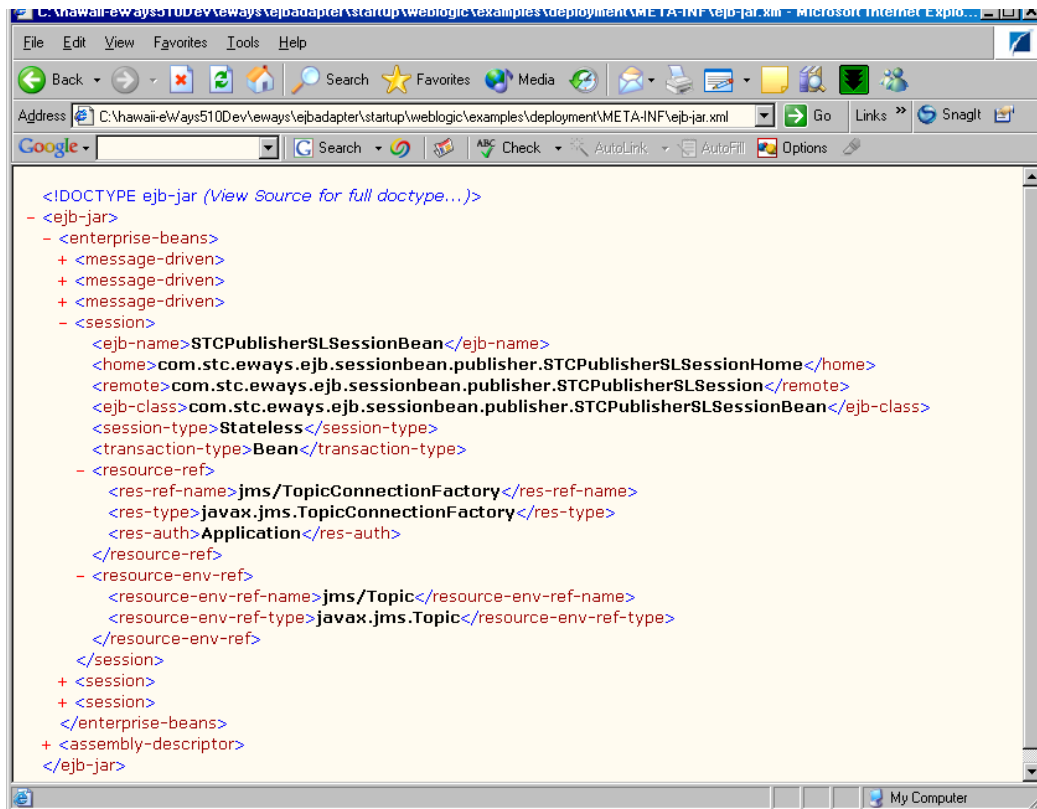 C:\hawaii-eWays510Dev\eways\ejbadapter\startup\weblogic\examples\deployment\META-INF\ejb-jar.xm - Microsoft Internet Explo...
File Edit View Favorites Tools Help
Back Search Favorites Media
Address C:\hawaii-eWays510Dev\eways\ejbadapter\startup\weblogic\examples\deployment\META-INF\ejb-jar.xml Go Links » SnagIt
Google Search ABC Check AutoLink AutoFill Options
<!DOCTYPE ejb-jar (View Source for full doctype...)>
- <ejb-jar>
- <enterprise-beans>
+ <message-driven>
+ <message-driven>
+ <message-driven>
- <session>
<ejb-name>STCPublisherSLSessionBean</ejb-name>
<home>com.stc.eways.ejb.sessionbean.publisher.STCPublisherSLSessionHome</home>
<remote>com.stc.eways.ejb.sessionbean.publisher.STCPublisherSLSession</remote>
<ejb-class>com.stc.eways.ejb.sessionbean.publisher.STCPublisherSLSessionBean</ejb-class>
<session-type>Stateless</session-type>
<transaction-type>Bean</transaction-type>
- <resource-ref>
<res-ref-name>jms/TopicConnectionFactory</res-ref-name>
<res-type>javax.jms.TopicConnectionFactory</res-type>
<res-auth>Application</res-auth>
</resource-ref>
- <resource-env-ref>
<resource-env-ref-name>jms/Topic</resource-env-ref-name>
<resource-env-ref-type>javax.jms.Topic</resource-env-ref-type>
</resource-env-ref>
</session>
+ <session>
+ <session>
</enterprise-beans>
+ <assembly-descriptor>
</ejb-jar>
My Computer